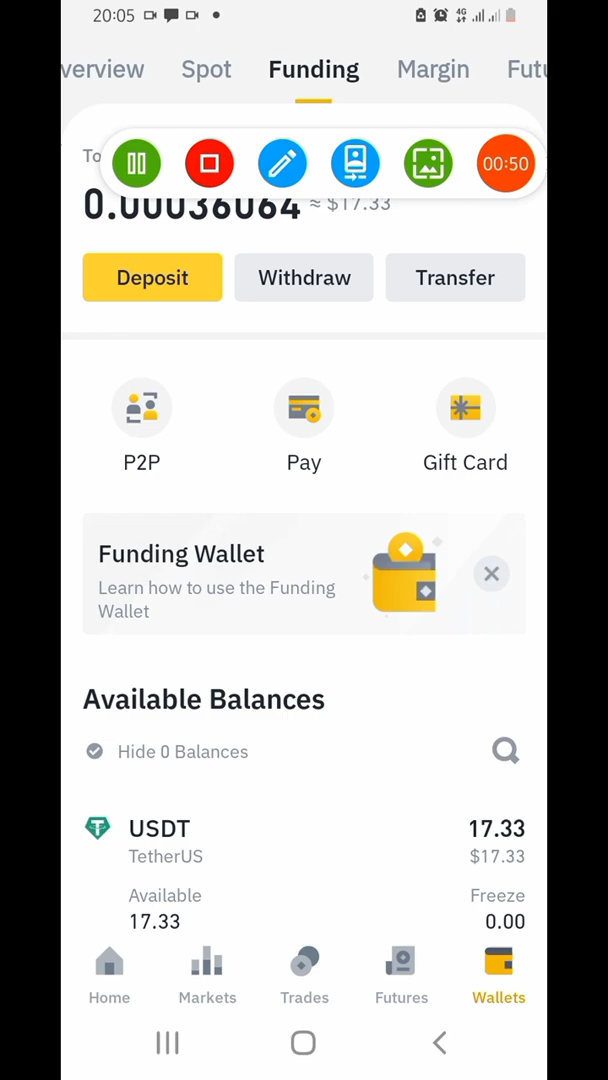 20:05
verview Spot Funding Margin Futu
To
00:50
0.00036064 ≈ $17.33
Deposit Withdraw Transfer
P2P Pay Gift Card
Funding Wallet
Learn how to use the Funding
Wallet
Available Balances
Hide 0 Balances
USDT 17.33
TetherUS $17.33
Available Freeze
17.33 0.00
Home Markets Trades Futures Wallets